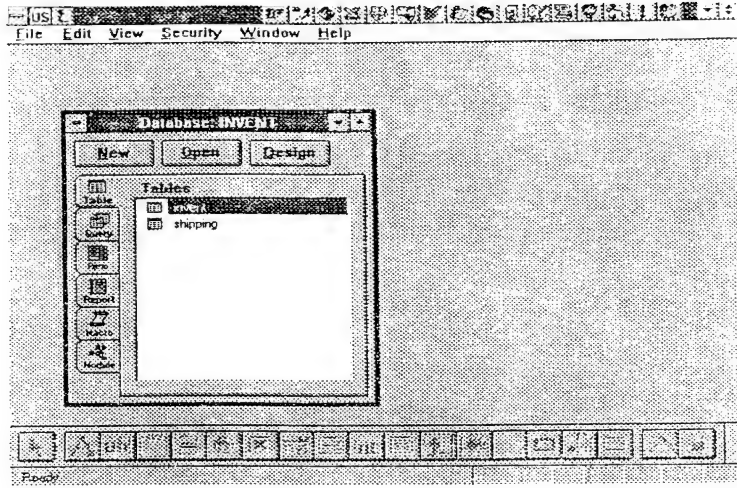 US
File Edit View Security Window Help
Database: INVENT
New Open Design
Table
Tables
invent
shipping
Query
Form
Report
Macro
Module
Ready